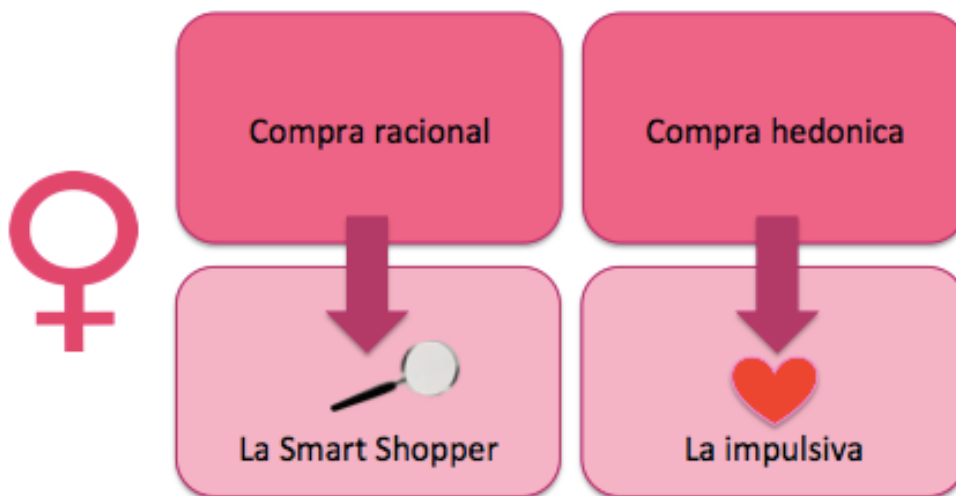 Compra racional
Compra hedonica
La Smart Shopper
La impulsiva